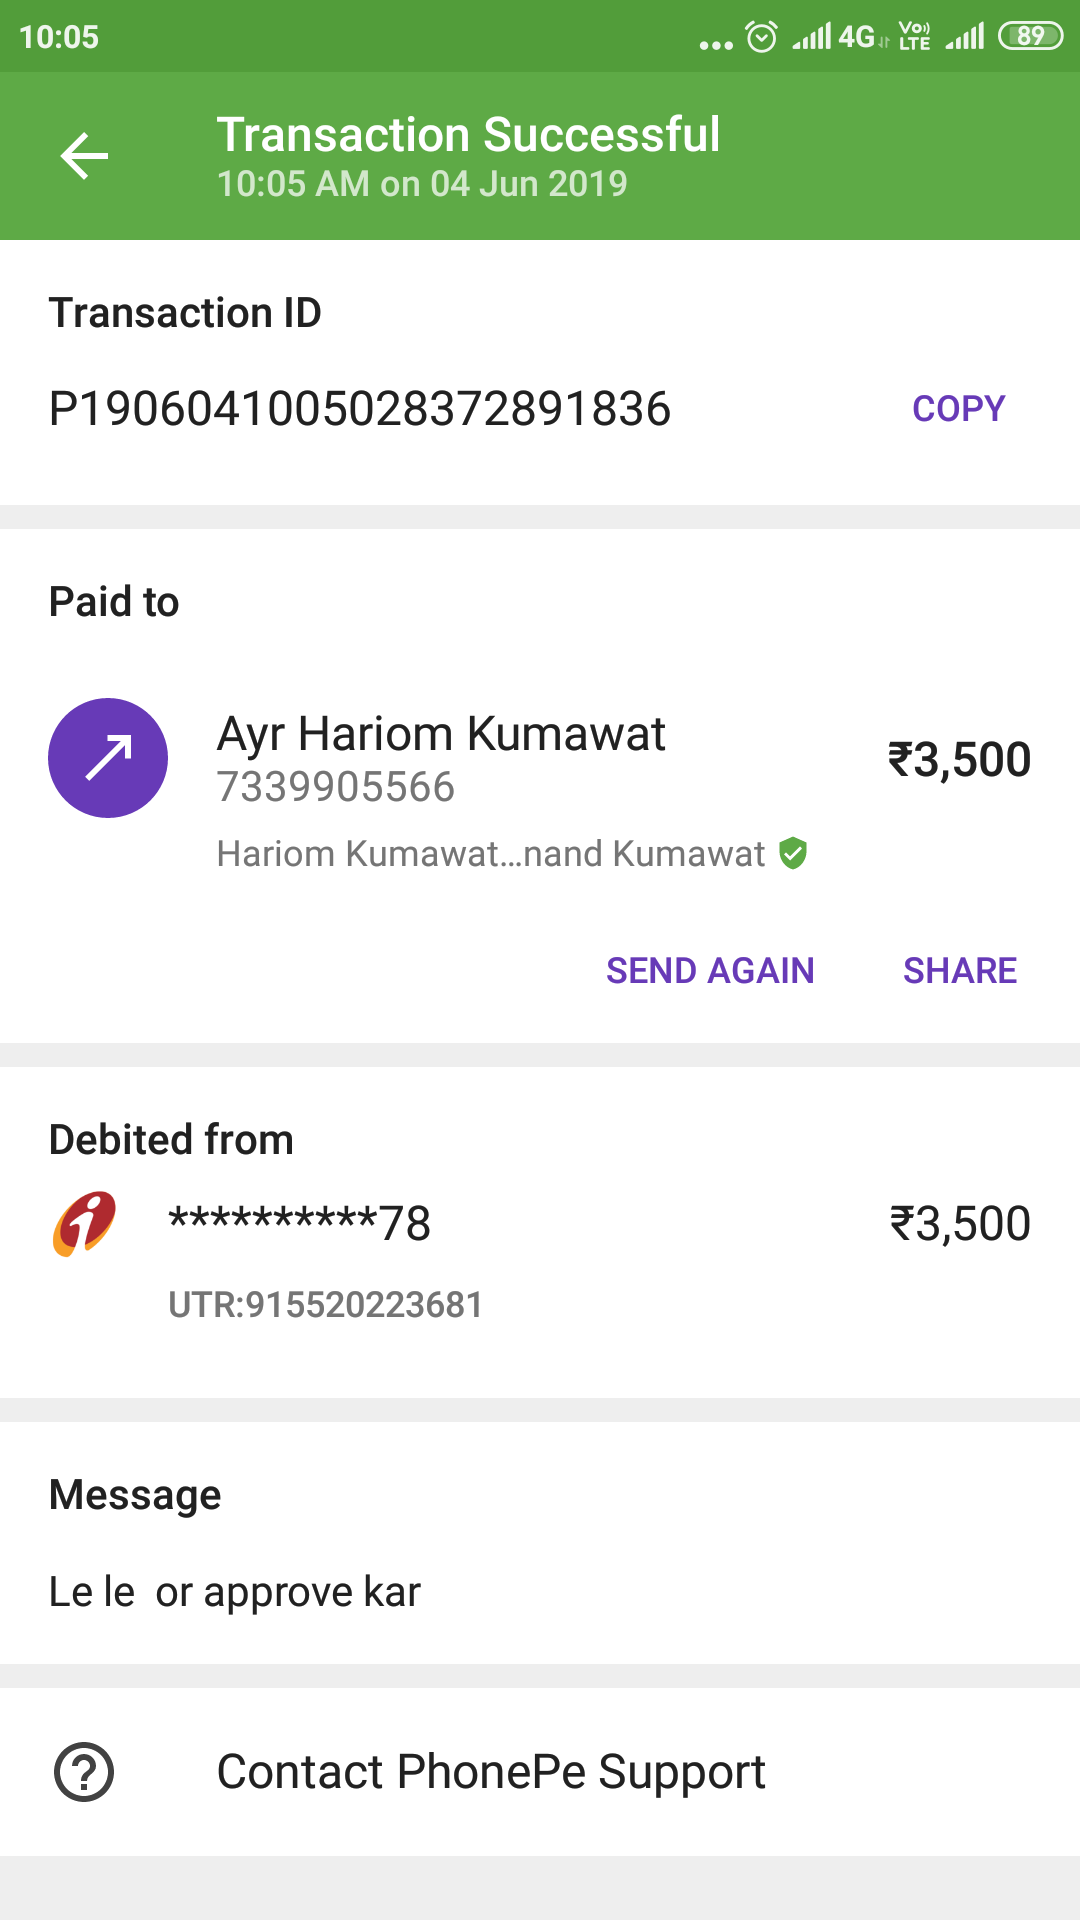 10:05
4G
Vo)) LTE
89
Transaction Successful
10:05 AM on 04 Jun 2019
Transaction ID
P1906041005028372891836
COPY
Paid to
Ayr Hariom Kumawat
₹3,500
7339905566
Hariom Kumawat...nand Kumawat
SEND AGAIN
SHARE
Debited from
**********78
₹3,500
UTR:915520223681
Message
Le le  or approve kar
Contact PhonePe Support